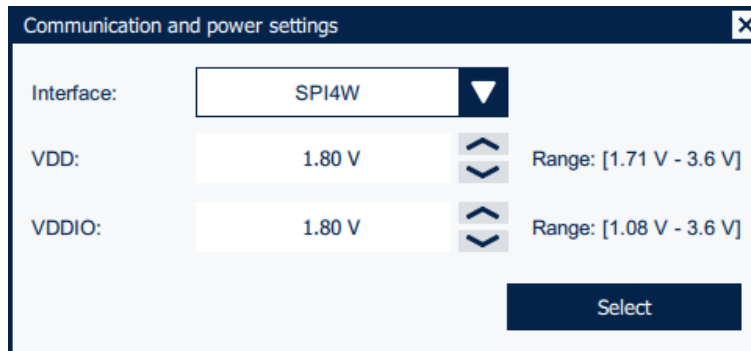 Communication and power settings
Interface: SPI4W
VDD: 1.80 V Range: [1.71 V - 3.6 V]
VDDIO: 1.80 V Range: [1.08 V - 3.6 V]
Select